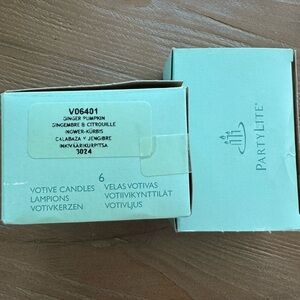 V06401
GINGER PUMPKIN
GINGEMBRE & CITROUILLE
INGWER-KÜRBIS
CALABAZA Y JENGIBRE
INKIVÄÄRIKURPITSA
3024
6
VOTIVE CANDLES
LAMPIONS
VOTIVKERZEN
VELAS VOTIVAS
VOTIIVIKYNTTILÄT
VOTIVLJUS
PARTYLITE®